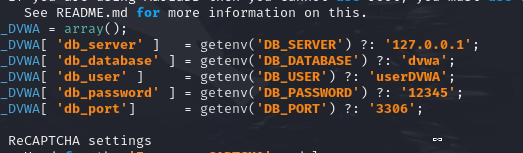 See README.md for more information on this.
_DVWA = array();
_DVWA[ 'db_server' ]   = getenv('DB_SERVER') ?: '127.0.0.1';
_DVWA[ 'db_database' ] = getenv('DB_DATABASE') ?: 'dvwa';
_DVWA[ 'db_user' ]     = getenv('DB_USER') ?: 'userDVWA';
_DVWA[ 'db_password' ] = getenv('DB_PASSWORD') ?: '12345';
_DVWA[ 'db_port']      = getenv('DB_PORT') ?: '3306';
ReCAPTCHA settings